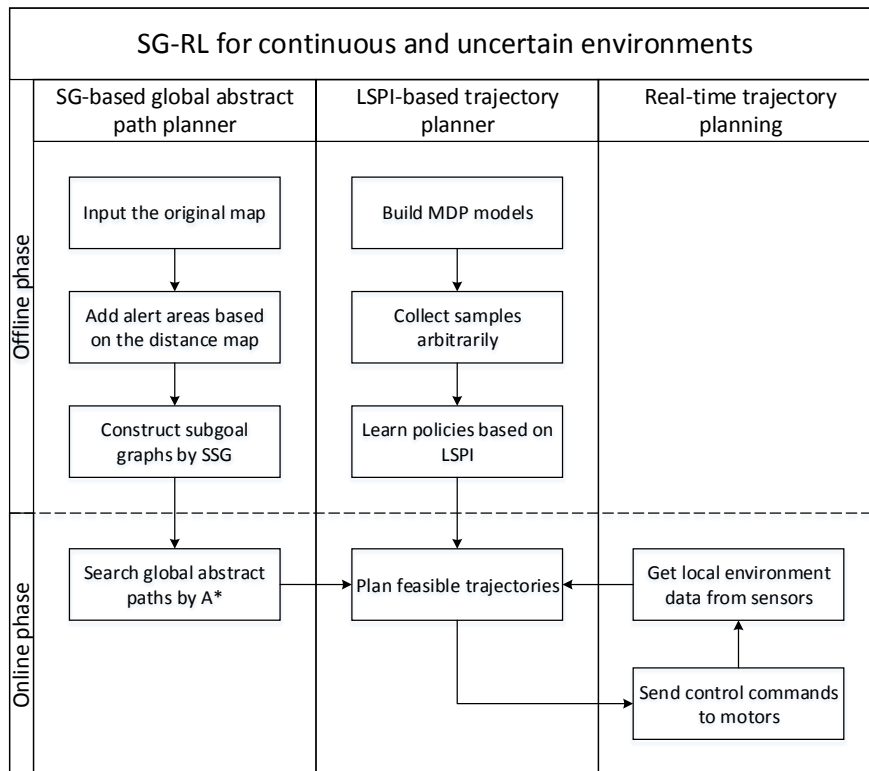 SG-RL for continuous and uncertain environments
SG-based global abstract
path planner
LSPI-based trajectory
planner
Real-time trajectory
planning
Offline phase
Input the original map
Build MDP models
Add alert areas based
on the distance map
Collect samples
arbitrarily
Construct subgoal
graphs by SSG
Learn policies based on
LSPI
Online phase
Search global abstract
paths by A*
Plan feasible trajectories
Get local environment
data from sensors
Send control commands
to motors